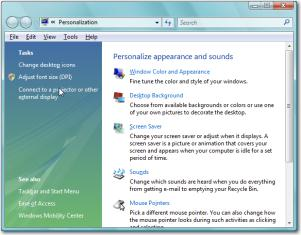 Personalization
Search
File Edit View Tools Help
Tasks
Change desktop icons
Adjust font size (DPI)
Connect to a projector or other
external display
See also
Taskbar and Start Menu
Ease of Access
Windows Mobility Center
Personalize appearance and sounds
Window Color and Appearance
Fine tune the color and style of your windows.
Desktop Background
Choose from available backgrounds or colors or use one
of your own pictures to decorate the desktop.
Screen Saver
Change your screen saver or adjust when it displays. A
screen saver is a picture or animation that covers your
screen and appears when your computer is idle for a set
period of time.
Sounds
Change which sounds are heard when you do everything
from getting e-mail to emptying your Recycle Bin.
Mouse Pointers
Pick a different mouse pointer. You can also change how
the mouse pointer looks during such activities as clicking
and selecting.